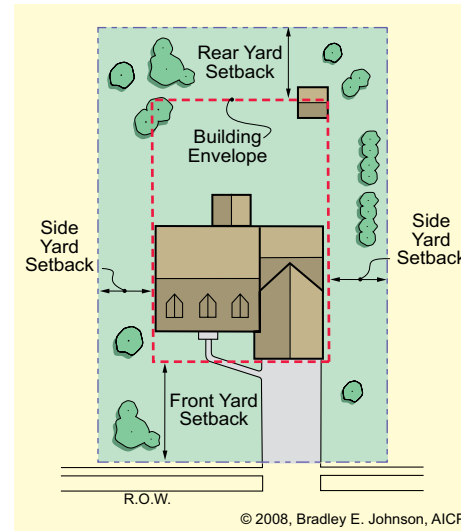 Rear Yard
Setback
Building
Envelope
Side
Yard
Setback
Side
Yard
Setback
Front Yard
Setback
R.O.W.
© 2008, Bradley E. Johnson, AICP